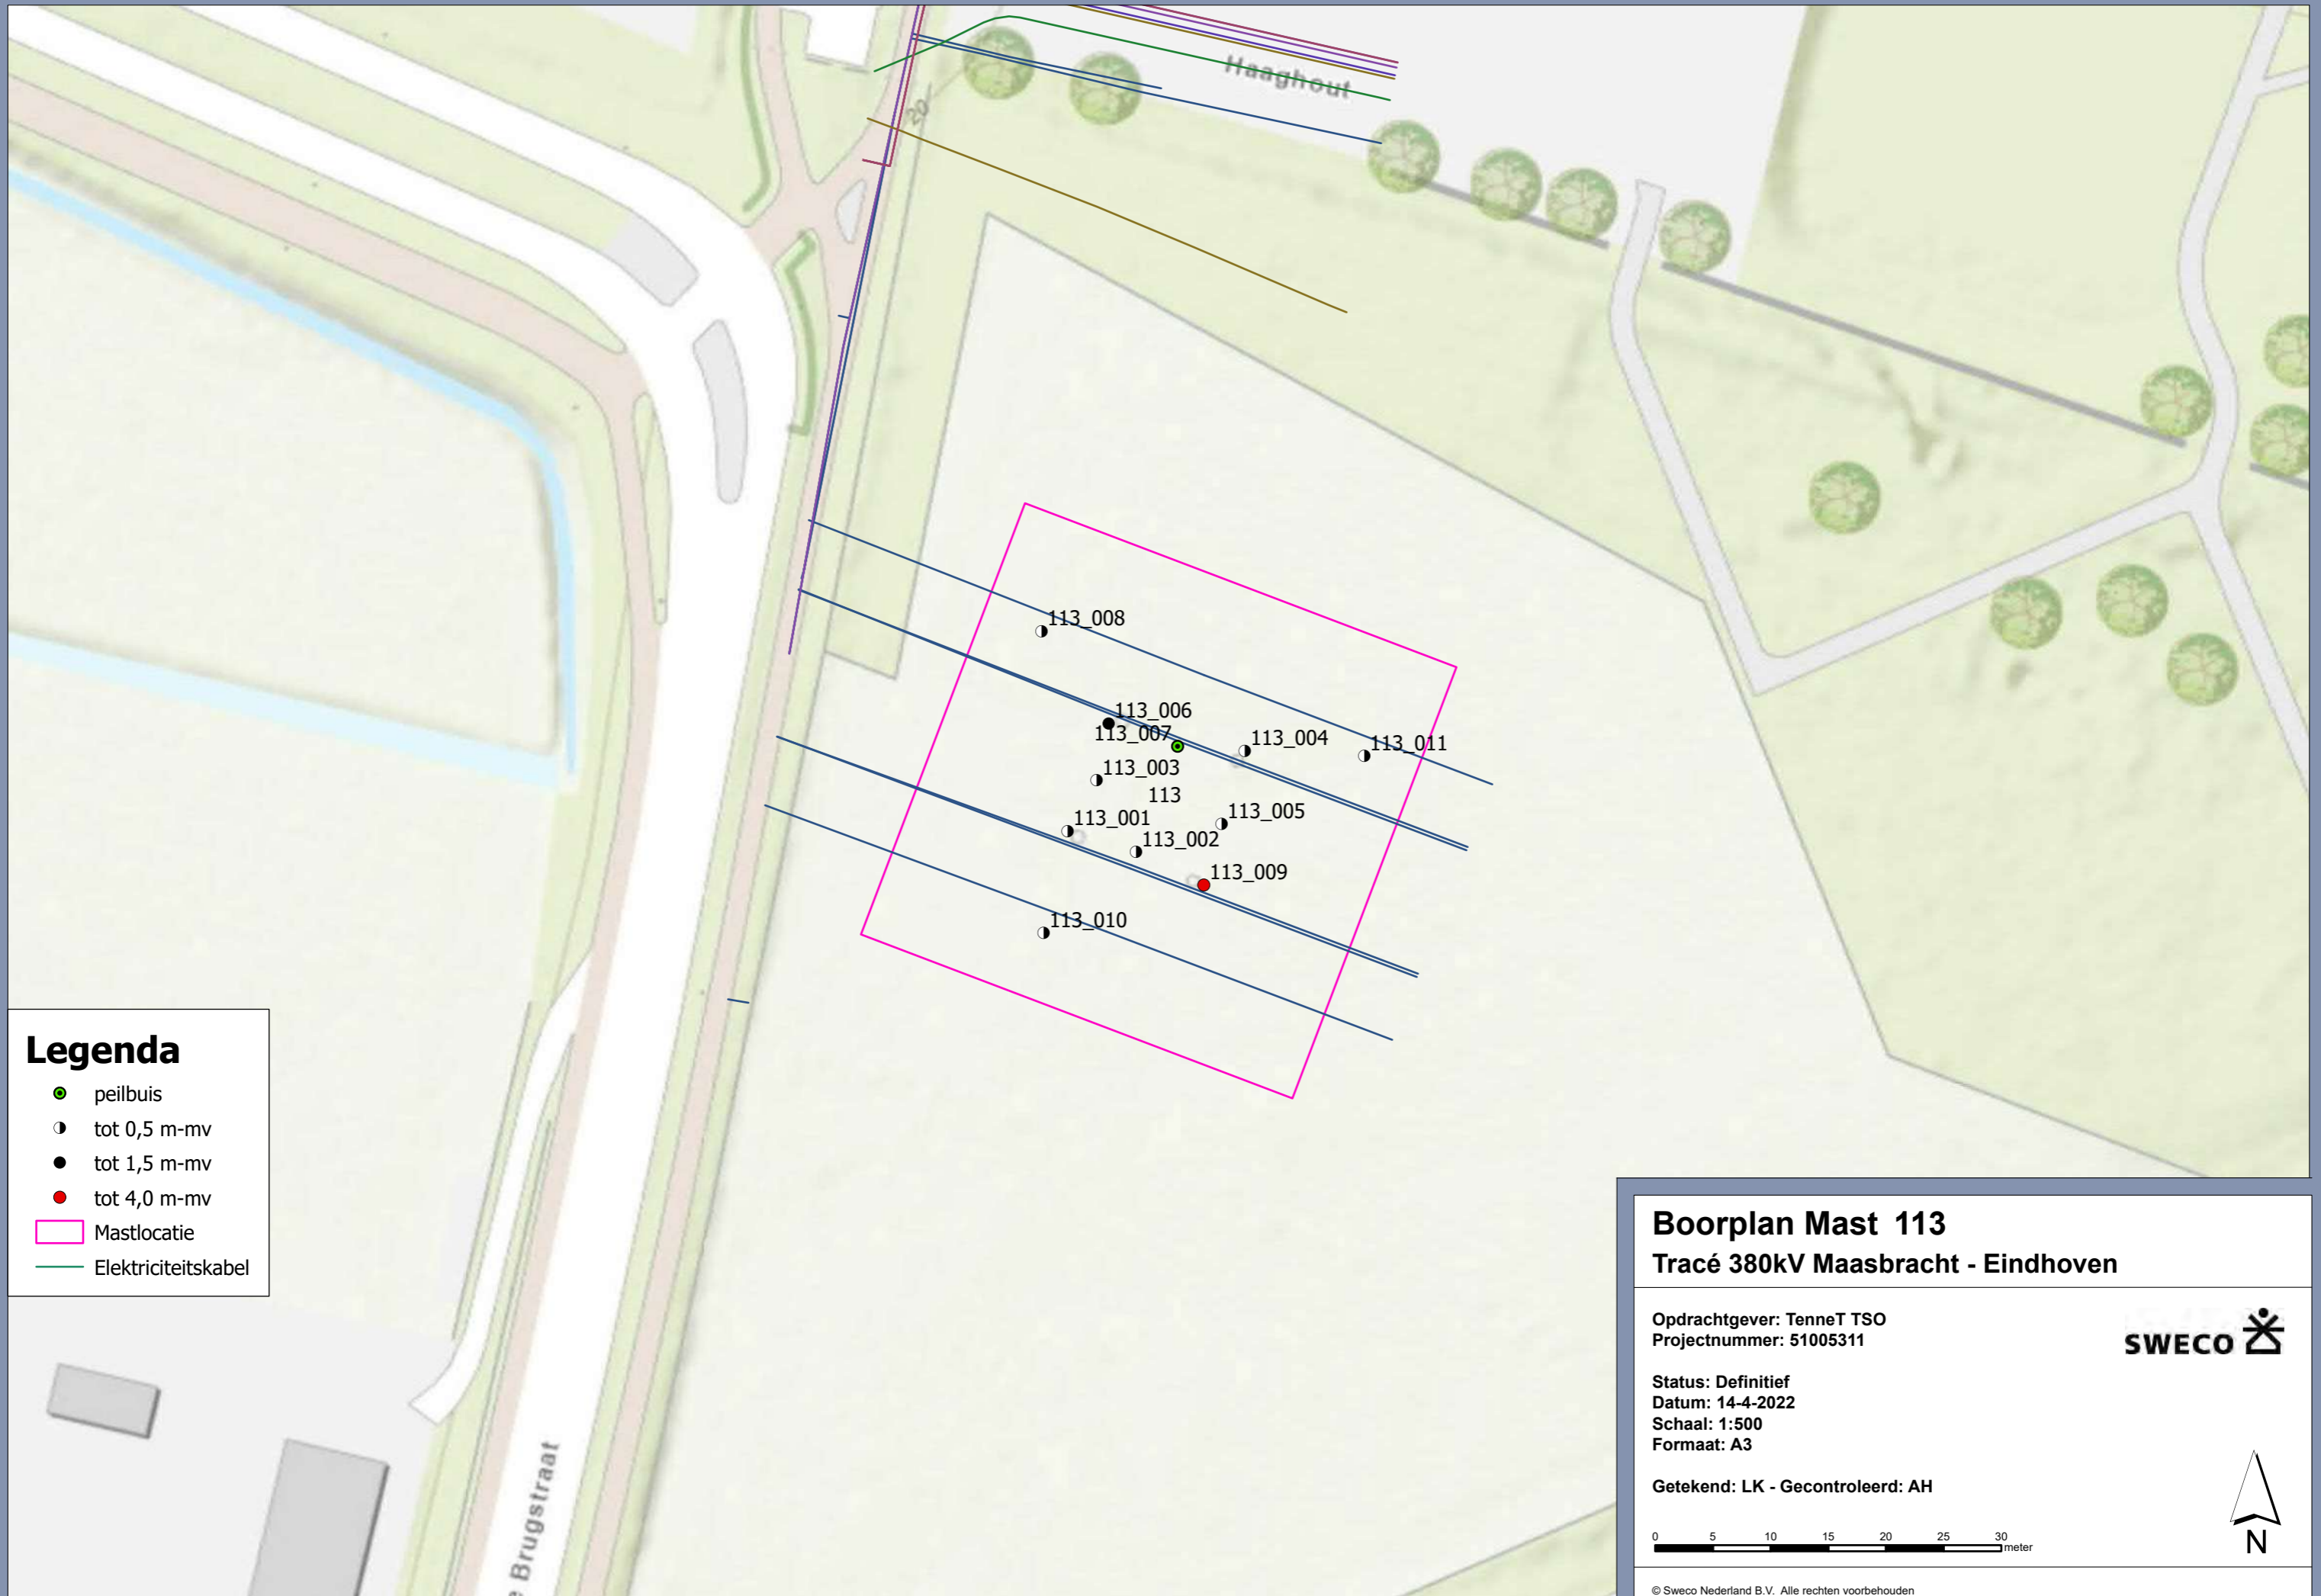 Haaghout
20
113_008
113_006
113_007
113_004
113_011
113_003
113
113_001
113_005
113_002
113_009
113_010
Legenda
peilbuis
tot 0,5 m-mv
tot 1,5 m-mv
tot 4,0 m-mv
Mastlocatie
Elektriciteitskabel
Brugstraat
Boorplan Mast 113
Tracé 380kV Maasbracht - Eindhoven
Opdrachtgever: TenneT TSO
Projectnummer: 51005311
SWECO
Status: Definitief
Datum: 14-4-2022
Schaal: 1:500
Formaat: A3
Getekend: LK - Gecontroleerd: AH
0 5 10 15 20 25 30
meter
N
© Sweco Nederland B.V. Alle rechten voorbehouden